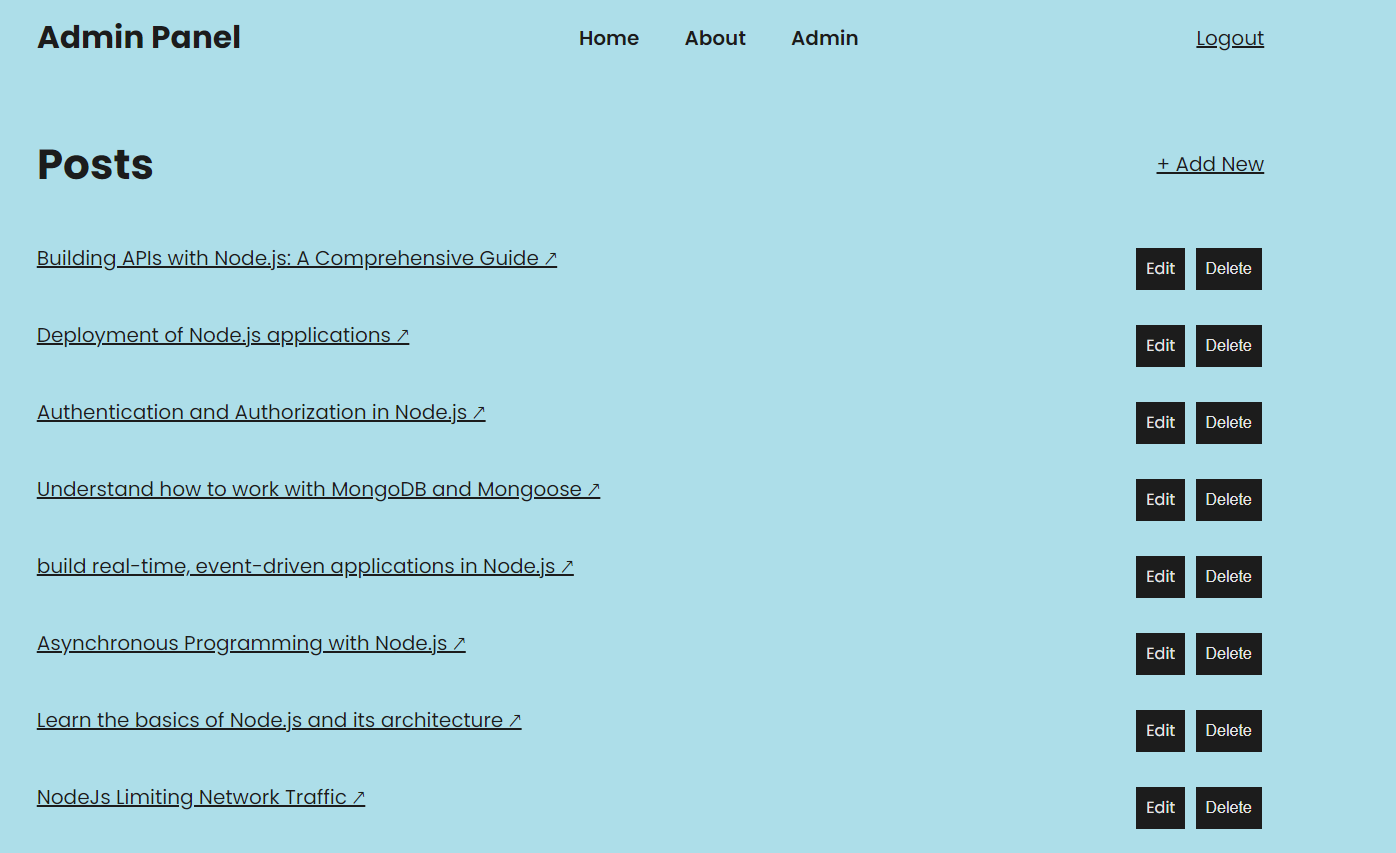 Admin Panel Home About Admin Logout
Posts + Add New
Building APIs with Node.js: A Comprehensive Guide ↗ Edit Delete
Deployment of Node.js applications ↗ Edit Delete
Authentication and Authorization in Node.js ↗ Edit Delete
Understand how to work with MongoDB and Mongoose ↗ Edit Delete
build real-time, event-driven applications in Node.js ↗ Edit Delete
Asynchronous Programming with Node.js ↗ Edit Delete
Learn the basics of Node.js and its architecture ↗ Edit Delete
NodeJs Limiting Network Traffic ↗ Edit Delete